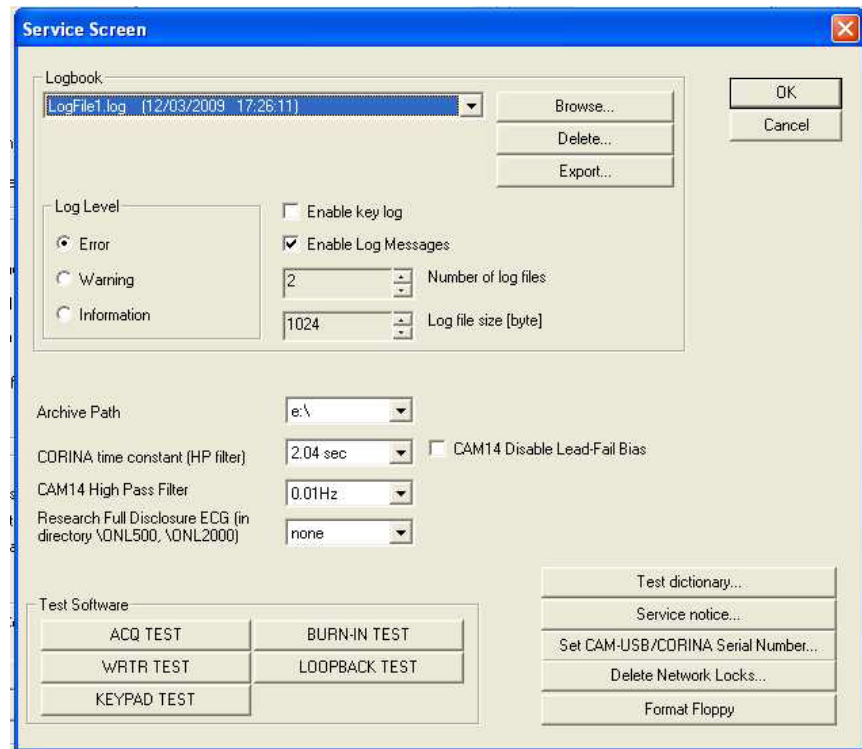 Service Screen
Logbook
LogFile1.log (12/03/2009 17:26:11)
Browse...
Delete...
Export...
OK
Cancel
Log Level
Error
Warning
Information
Enable key log
Enable Log Messages
2
Number of log files
1024
Log file size [byte]
Archive Path
e:\
CORINA time constant (HP filter)
2.04 sec
CAM14 Disable Lead-Fail Bias
CAM14 High Pass Filter
0.01Hz
Research Full Disclosure ECG (in
directory \ONL500, \ONL2000)
none
Test Software
ACQ TEST
BURN-IN TEST
WRTR TEST
LOOPBACK TEST
KEYPAD TEST
Test dictionary...
Service notice...
Set CAM-USB/CORINA Serial Number...
Delete Network Locks...
Format Floppy